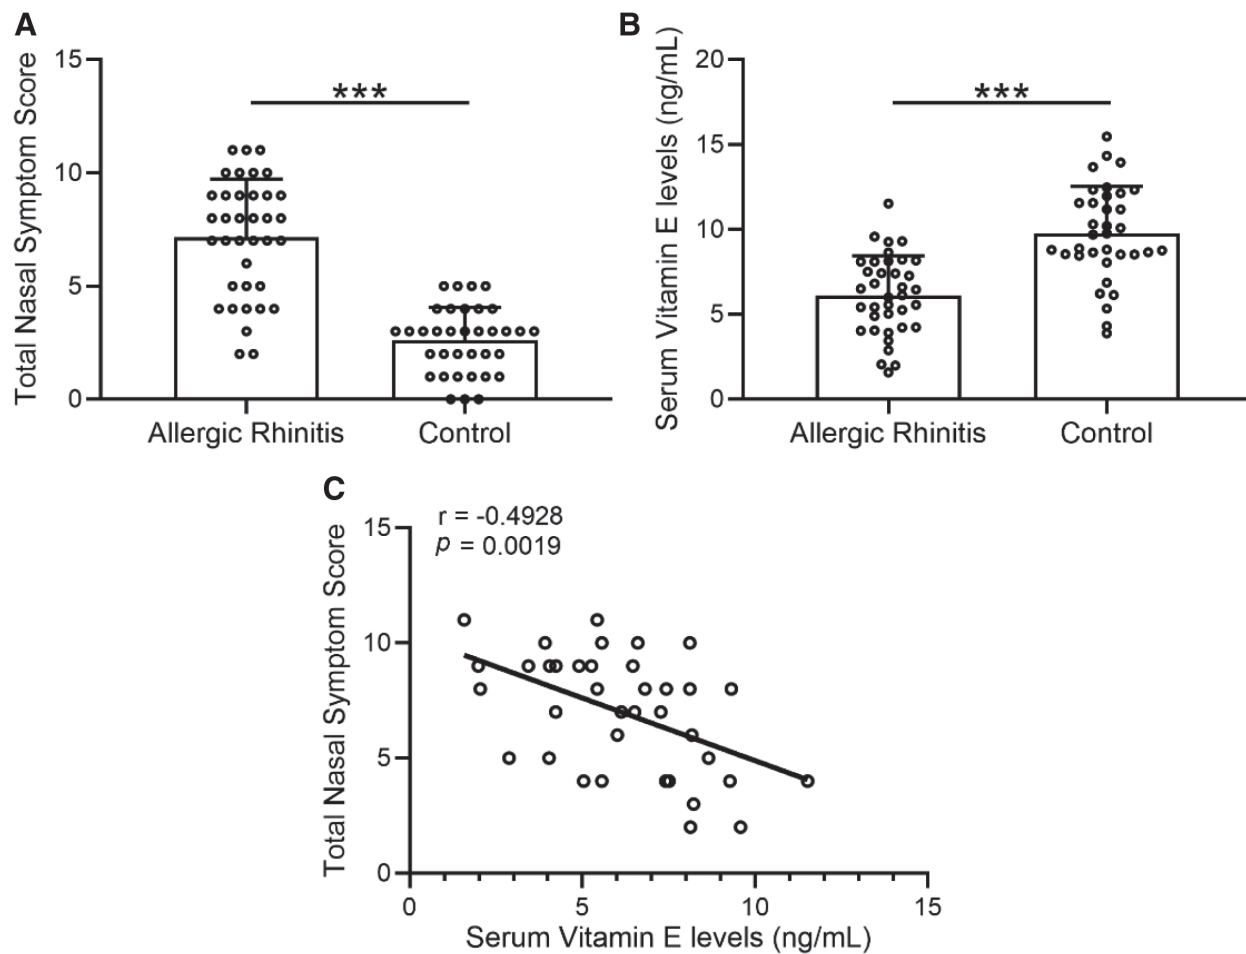 A
Total Nasal Symptom Score
15
10
5
0
***
Allergic Rhinitis
Control
B
Serum Vitamin E levels (ng/mL)
20
15
10
5
0
***
Allergic Rhinitis
Control
C
r = -0.4928
p = 0.0019
Total Nasal Symptom Score
15
10
5
0
0
5
10
15
Serum Vitamin E levels (ng/mL)